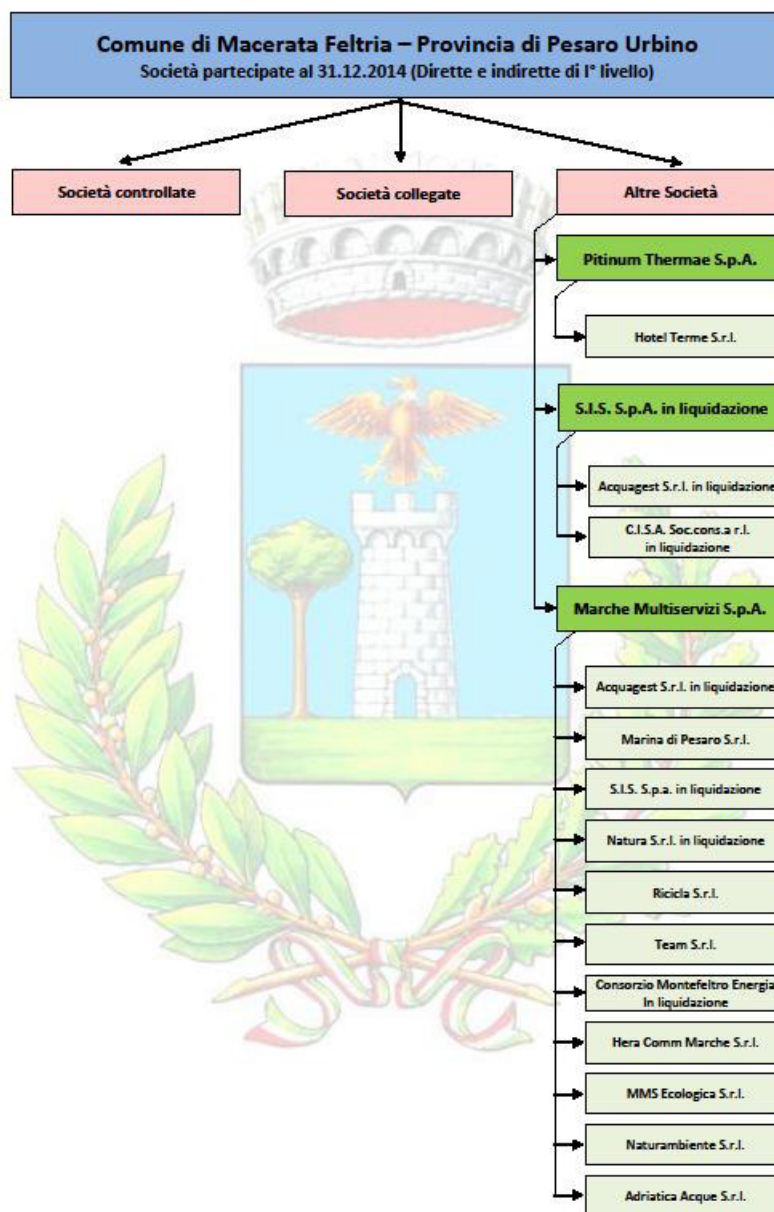 Comune di Macerata Feltria – Provincia di Pesaro Urbino
Società partecipate al 31.12.2014 (Dirette e indirette di I° livello)
Società controllate
Società collegate
Altre Società
Pitinum Thermae S.p.A.
Hotel Terme S.r.l.
S.I.S. S.p.A. in liquidazione
Acquagest S.r.l. in liquidazione
C.I.S.A. Soc.cons.a r.l.
in liquidazione
Marche Multiservizi S.p.A.
Acquagest S.r.l. in liquidazione
Marina di Pesaro S.r.l.
S.I.S. S.p.a. in liquidazione
Natura S.r.l. in liquidazione
Ricicla S.r.l.
Team S.r.l.
Consorzio Montefeltro Energia
In liquidazione
Hera Comm Marche S.r.l.
MMS Ecologica S.r.l.
Naturambiente S.r.l.
Adriatica Acque S.r.l.